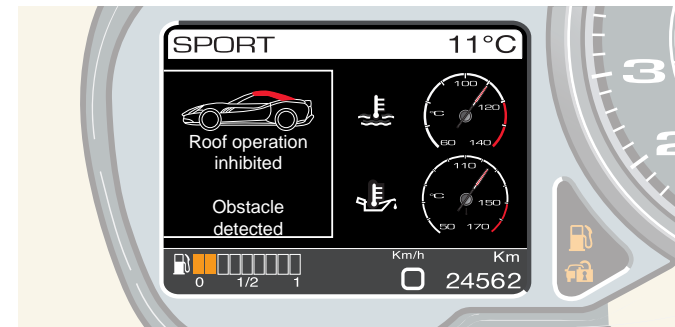 SPORT 11°C
Roof operation
inhibited
Obstacle
detected
100
120
°C
60 140
110
°C
150
50 170
Km/h Km
0 1/2 1
0 24562
3
2